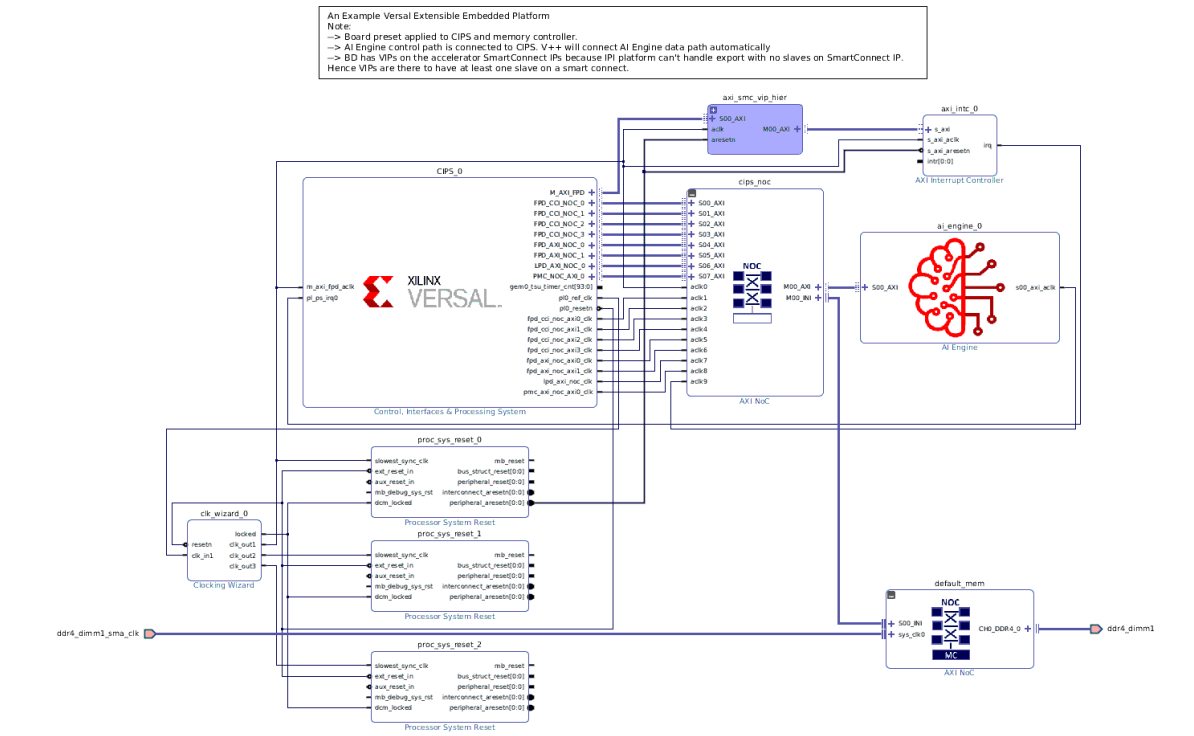 An Example Versal Extensible Embedded Platform
Note:
--> Board preset applied to CIPS and memory controller.
--> AI Engine control path is connected to CIPS. V++ will connect AI Engine data path automatically
--> BD has VIPs on the accelerator SmartConnect IPs because IPI platform can't handle export with no slaves on SmartConnect IP.
Hence VIPs are there to have at least one slave on a smart connect.
axi_smc_vip_hier
S00_AXI
aclk
aresetn
M00_AXI
axi_intc_0
s_axi
s_axi_aclk
s_axi_aresetn
intr[0:0]
irq
AXI Interrupt Controller
CIPS_0
M_AXI_FPD
FPD_CCI_NOC_0
FPD_CCI_NOC_1
FPD_CCI_NOC_2
FPD_CCI_NOC_3
FPD_AXI_NOC_0
FPD_AXI_NOC_1
LPD_AXI_NOC_0
PMC_NOC_AXI_0
m_axi_fpd_aclk
pl_ps_irq0
gem0_tsu_timer_cnt[93:0]
pl0_ref_clk
pl0_resetn
fpd_cci_noc_axi0_clk
fpd_cci_noc_axi1_clk
fpd_cci_noc_axi2_clk
fpd_cci_noc_axi3_clk
fpd_axi_noc_axi0_clk
fpd_axi_noc_axi1_clk
lpd_axi_noc_clk
pmc_axi_noc_axi0_clk
XILINX
VERSAL
Control, Interfaces & Processing System
cips_noc
S00_AXI
S01_AXI
S02_AXI
S03_AXI
S04_AXI
S05_AXI
S06_AXI
S07_AXI
aclk0
aclk1
aclk2
aclk3
aclk4
aclk5
aclk6
aclk7
aclk8
aclk9
NOC
M00_AXI
M00_INI
AXI NoC
ai_engine_0
S00_AXI
s00_axi_aclk
AI Engine
proc_sys_reset_0
slowest_sync_clk
ext_reset_in
aux_reset_in
mb_debug_sys_rst
dcm_locked
mb_reset
bus_struct_reset[0:0]
peripheral_reset[0:0]
interconnect_aresetn[0:0]
peripheral_aresetn[0:0]
Processor System Reset
clk_wizard_0
resetn
clk_in1
locked
clk_out1
clk_out2
clk_out3
Clocking Wizard
proc_sys_reset_1
slowest_sync_clk
ext_reset_in
aux_reset_in
mb_debug_sys_rst
dcm_locked
mb_reset
bus_struct_reset[0:0]
peripheral_reset[0:0]
interconnect_aresetn[0:0]
peripheral_aresetn[0:0]
Processor System Reset
ddr4_dimm1_sma_clk
default_mem
S00_INI
sys_clk0
NOC
MC
CH0_DDR4_0
AXI NoC
ddr4_dimm1
proc_sys_reset_2
slowest_sync_clk
ext_reset_in
aux_reset_in
mb_debug_sys_rst
dcm_locked
mb_reset
bus_struct_reset[0:0]
peripheral_reset[0:0]
interconnect_aresetn[0:0]
peripheral_aresetn[0:0]
Processor System Reset